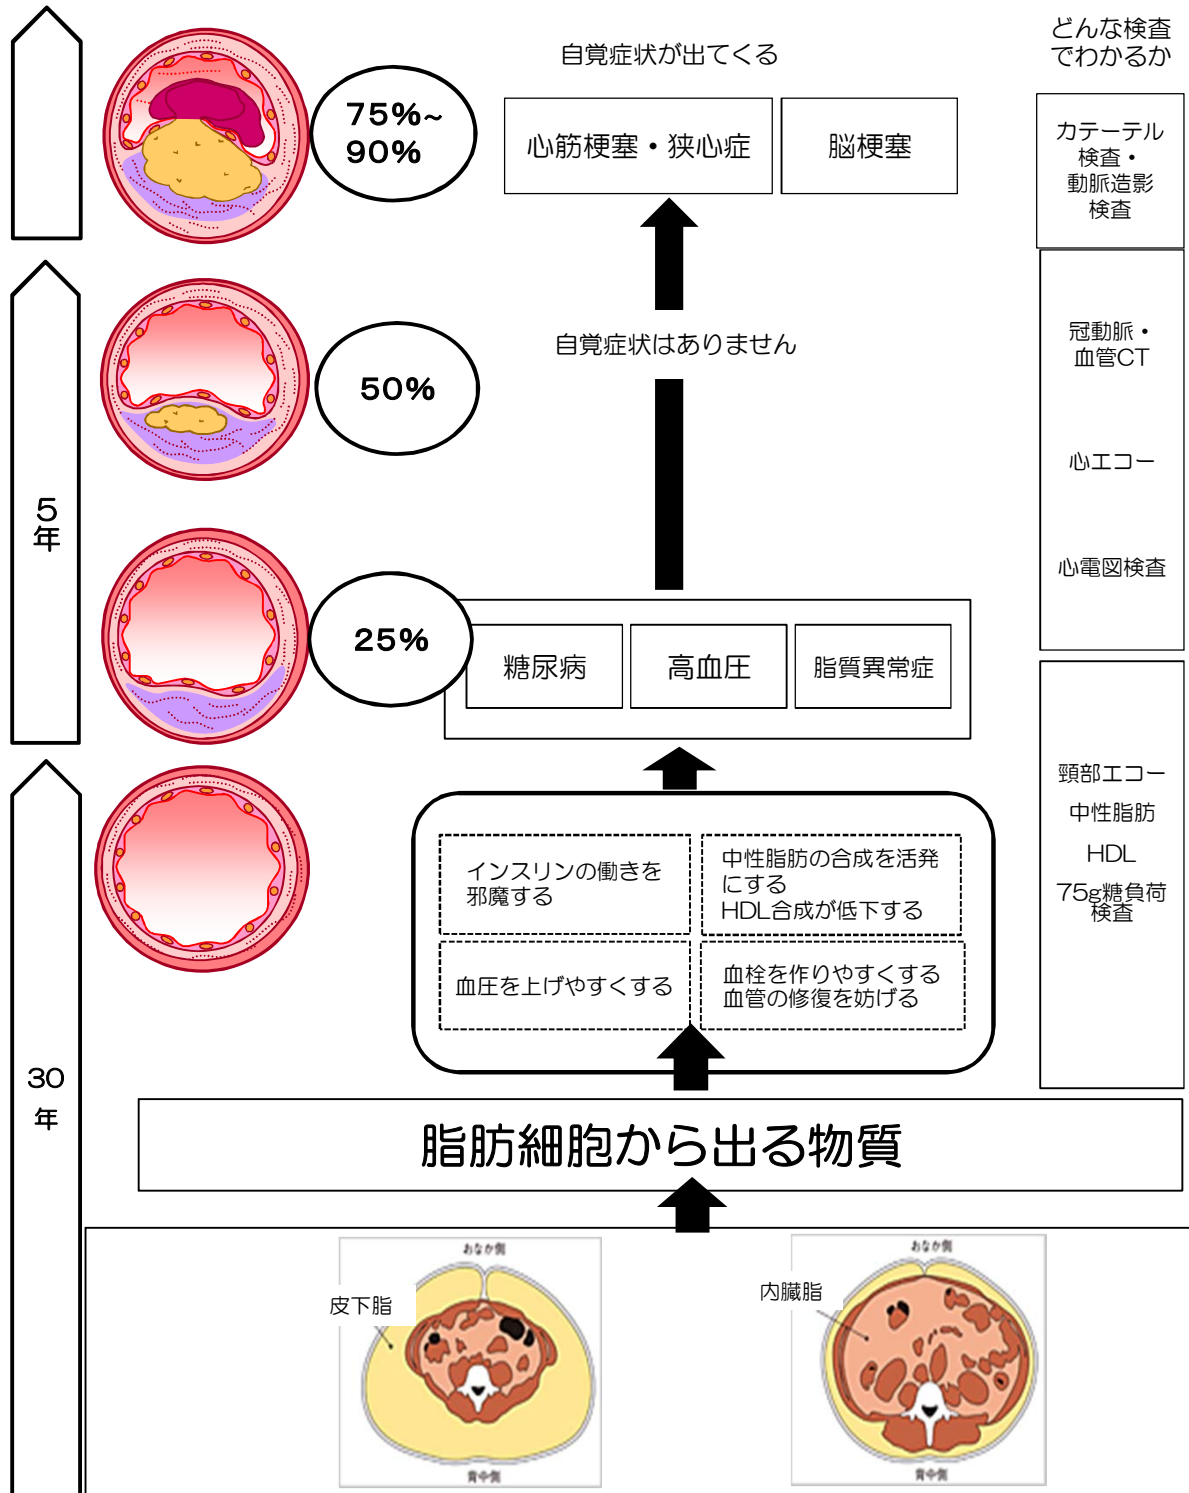 どんな検査
でわかるか
自覚症状が出てくる
75%~
90%
心筋梗塞・狭心症
脳梗塞
カテーテル
検査・
動脈造影
検査
50%
自覚症状はありません
冠動脈・
血管CT
心エコー
心電図検査
5
年
25%
糖尿病
高血圧
脂質異常症
頸部エコー
中性脂肪
HDL
75g糖負荷
検査
インスリンの働きを
邪魔する
中性脂肪の合成を活発
にする
HDL合成が低下する
血圧を上げやすくする
血栓を作りやすくする
血管の修復を妨げる
30
年
脂肪細胞から出る物質
おなか側
皮下脂
背中側
おなか側
内臓脂
背中側